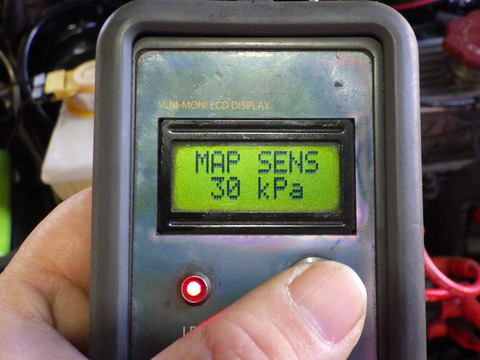 MINI-MONI LCD DISPLAY
MAP SENS
30 kPa